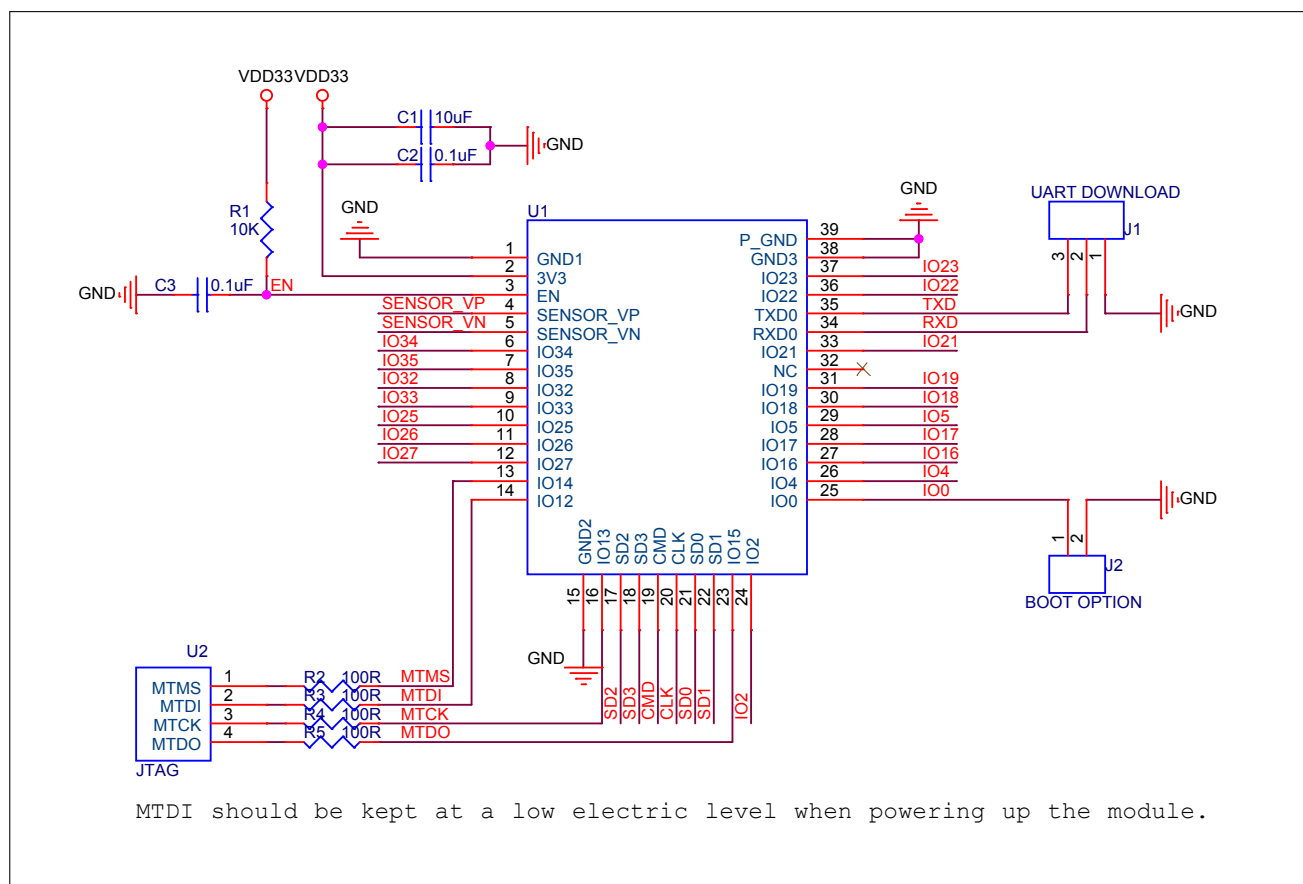 VDD33 VDD33
C1 10uF
C2 0.1uF
GND
R1
10K
GND
C3 0.1uF
GND
EN
U1
1 GND1
2 3V3
3 EN
SENSOR_VP 4 SENSOR_VP
SENSOR_VN 5 SENSOR_VN
IO34 6 IO34
IO35 7 IO35
IO32 8 IO32
IO33 9 IO33
IO25 10 IO25
IO26 11 IO26
IO27 12 IO27
13 IO14
14 IO12
GND
P_GND 39
GND3 38
IO23 37 IO23
IO22 36 IO22
TXD0 35 TXD
RXD0 34 RXD
IO21 33 IO21
NC 32
IO19 31 IO19
IO18 30 IO18
IO5 29 IO5
IO17 28 IO17
IO16 27 IO16
IO4 26 IO4
IO0 25 IO0
UART DOWNLOAD
J1
3 2 1
GND
GND
1 2
J2
BOOT OPTION
GND2 IO13 SD2 SD3 CMD CLK SD0 SD1 IO15 IO2
15 16 17 18 19 20 21 22 23 24
GND
SD2 SD3 CMD CLK SD0 SD1 IO2
U2
MTMS 1 R2 100R MTMS
MTDI 2 R3 100R MTDI
MTCK 3 R4 100R MTCK
MTDO 4 R5 100R MTDO
JTAG
MTDI should be kept at a low electric level when powering up the module.